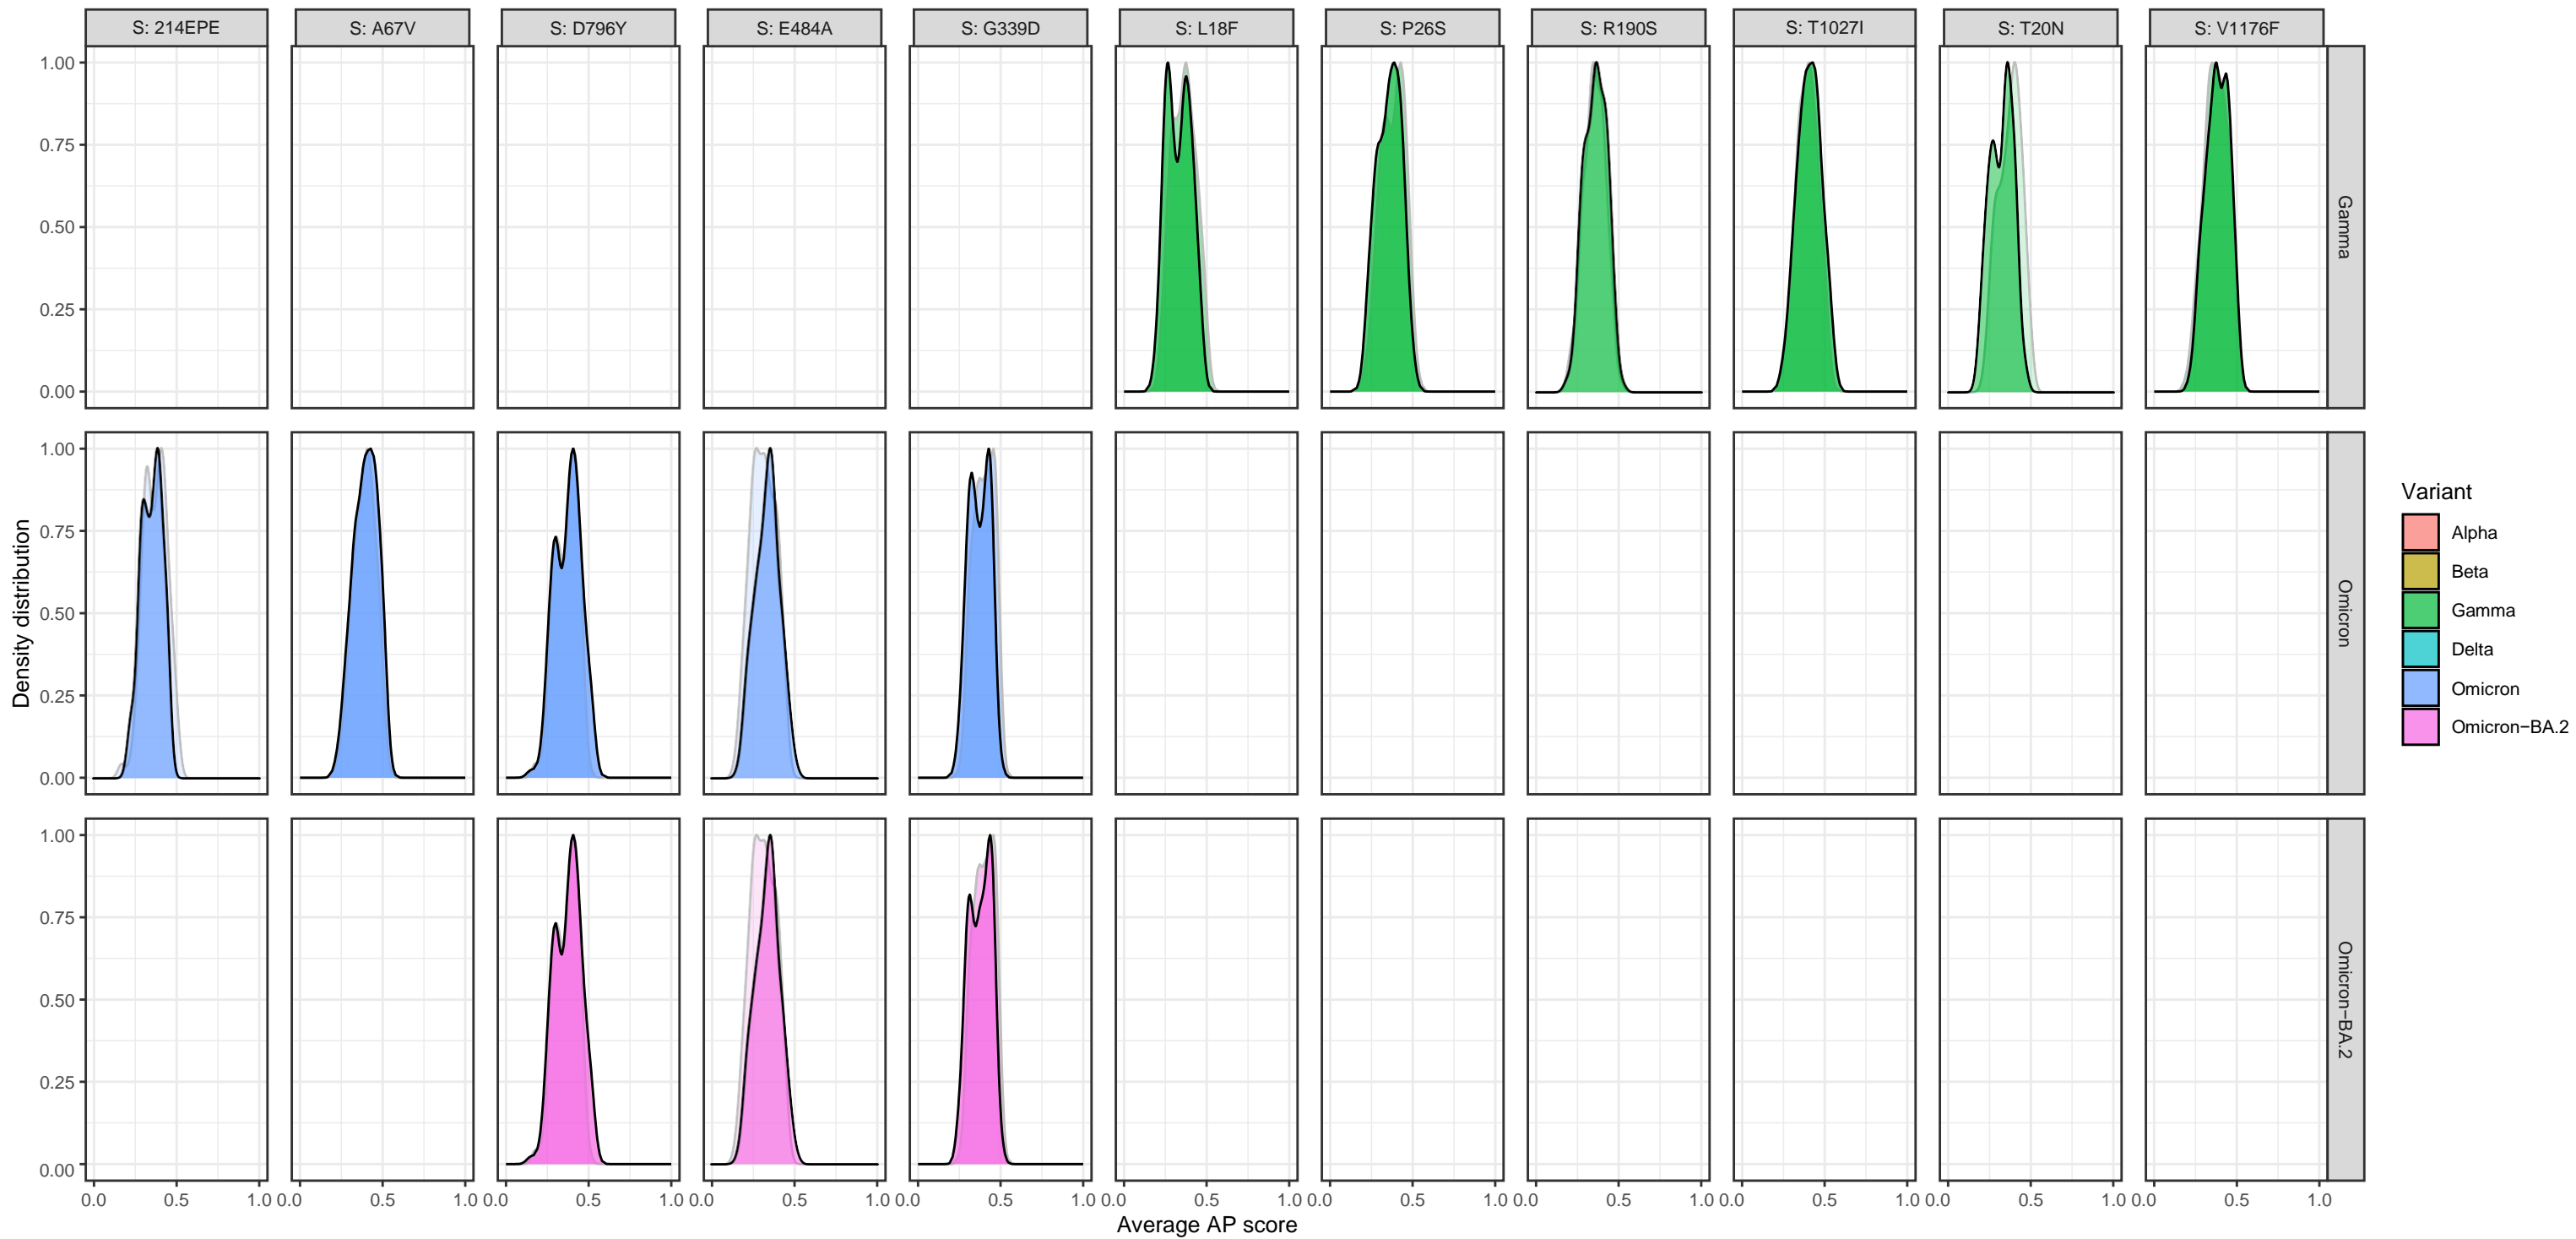 S: 214EPE S: A67V S: D796Y S: E484A S: G339D S: L18F S: P26S S: R190S S: T1027I S: T20N S: V1176F
1.00
0.75
0.50
0.25
0.00
Gamma
1.00
0.75
0.50
0.25
0.00
Omicron
1.00
0.75
0.50
0.25
0.00
Omicron−BA.2
Density distribution
0.0 0.5 1.0 0.0 0.5 1.0 0.0 0.5 1.0 0.0 0.5 1.0 0.0 0.5 1.0 0.0 0.5 1.0 0.0 0.5 1.0 0.0 0.5 1.0 0.0 0.5 1.0 0.0 0.5 1.0 0.0 0.5 1.0
Average AP score
Variant
Alpha
Beta
Gamma
Delta
Omicron
Omicron−BA.2